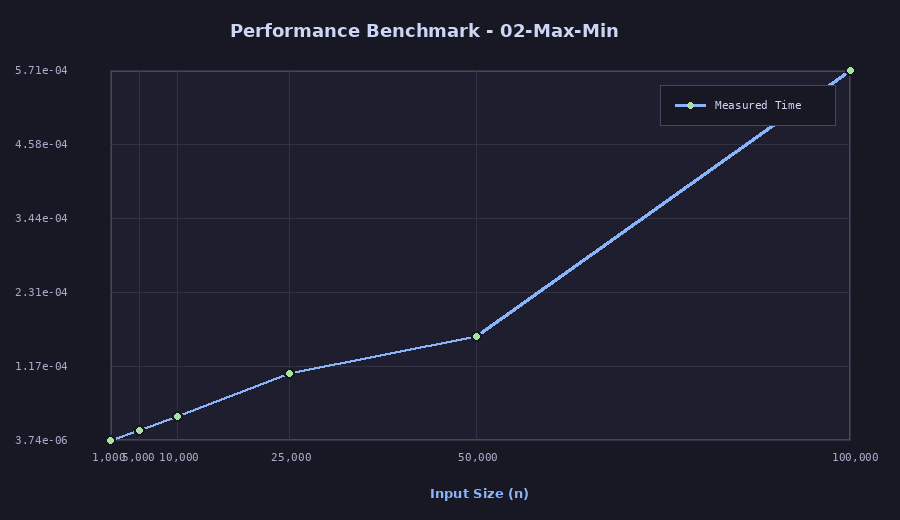 Performance Benchmark - 02-Max-Min
5.71e-04
Measured Time
4.58e-04
3.44e-04
2.31e-04
1.17e-04
3.74e-06
1,000 5,000 10,000 25,000 50,000 100,000
Input Size (n)